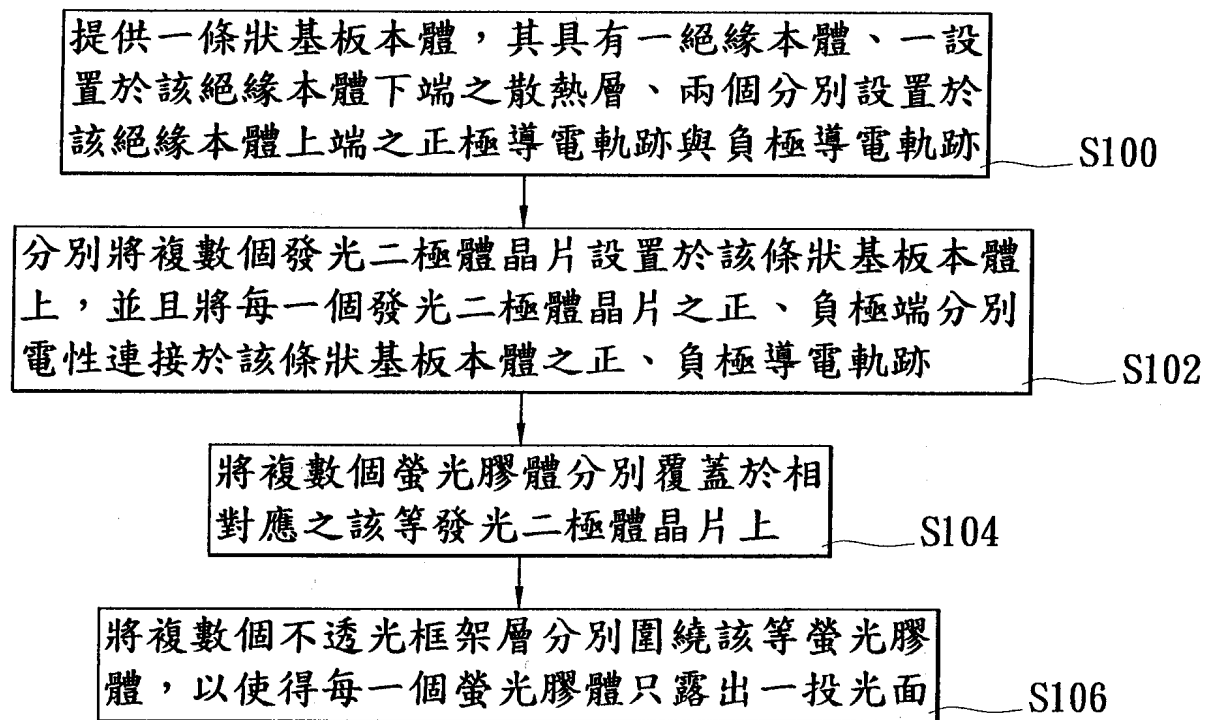 提供一條狀基板本體，其具有一絕緣本體、一設
置於該絕緣本體下端之散熱層、兩個分別設置於
該絕緣本體上端之正極導電軌跡與負極導電軌跡
S100
分別將複數個發光二極體晶片設置於該條狀基板本體
上，並且將每一個發光二極體晶片之正、負極端分別
電性連接於該條狀基板本體之正、負極導電軌跡
S102
將複數個螢光膠體分別覆蓋於相
對應之該等發光二極體晶片上
S104
將複數個不透光框架層分別圍繞該等螢光膠
體，以使得每一個螢光膠體只露出一投光面
S106